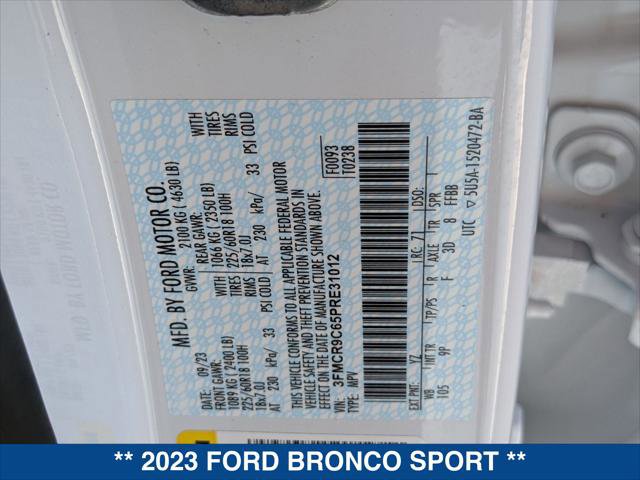 MFD. BY FORD MOTOR CO.
09/23
GVWR:
2100 KG ( 4630 LB)
FRONT GAWR:
REAR GAWR:
1089 KG ( 2400 LB)
1066 KG ( 2350 LB)
WITH
225/60R18 100H
225/60R18 100H
TIRES
18x7.0J
WITH
18x7.0J
RIMS
AT 230 kPa/ 33 PSI COLD
AT 230 kPa/ 33 PSI COLD
THIS VEHICLE CONFORMS TO ALL APPLICABLE FEDERAL MOTOR
VEHICLE SAFETY AND THEFT PREVENTION STANDARDS IN
EFFECT ON THE DATE OF MANUFACTURE SHOWN ABOVE.
VIN: 3FMCR9C65PRE31012
TYPE: MPV
F0093
T0238
EXT PNT: YZ
RC: 71
DSO:
WB
INT TR
TP/PS
R
AXLE
TR
SPR
105
9P
F
3D
8
FFBB
UTC
3U5A-1520472-BA
** 2023 FORD BRONCO SPORT **